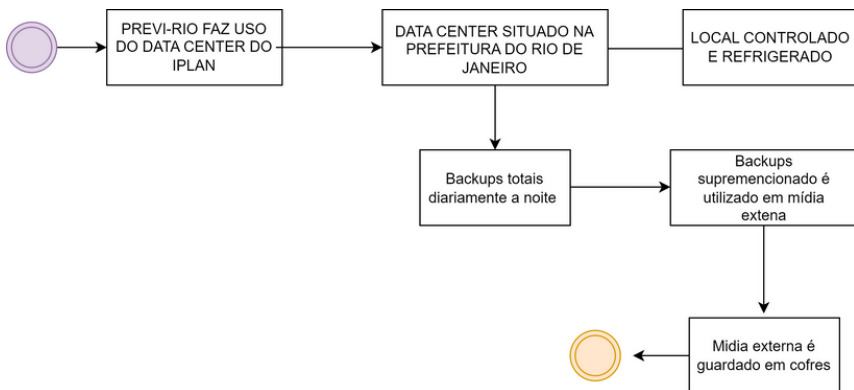 PREVI-RIO FAZ USO
DO DATA CENTER DO
IPLAN
DATA CENTER SITUADO NA
PREFEITURA DO RIO DE
JANEIRO
LOCAL CONTROLADO
E REFRIGERADO
Backups totais
diariamente a noite
Backups
supremencionado é
utilizado em mídia
extena
Midia externa é
guardado em cofres